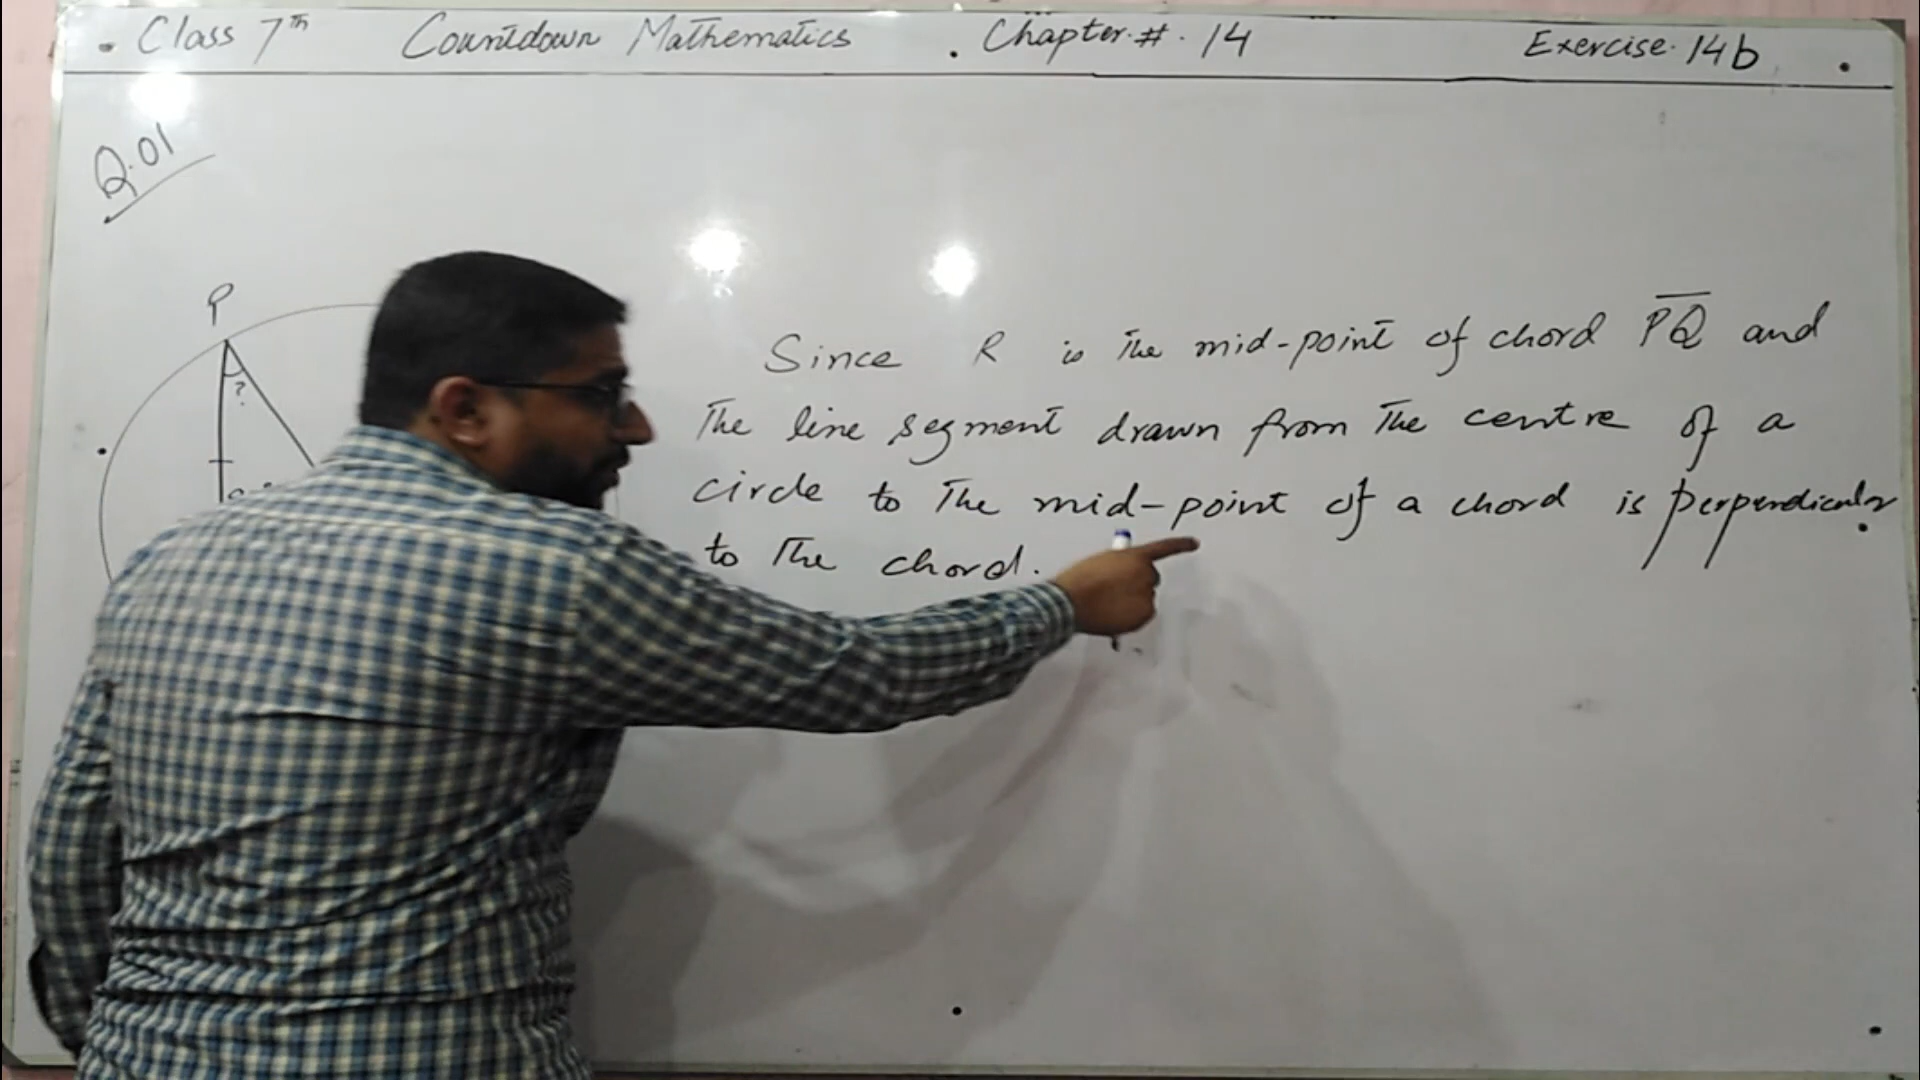 Class 7th Countdown Mathematics . Chapter # . 14 Exercise. 14b
Q.01
P
?
Since R is the mid-point of chord PQ and
The line segment drawn from The centre of a
circle to The mid-point of a chord is perpendicular
to The chord.